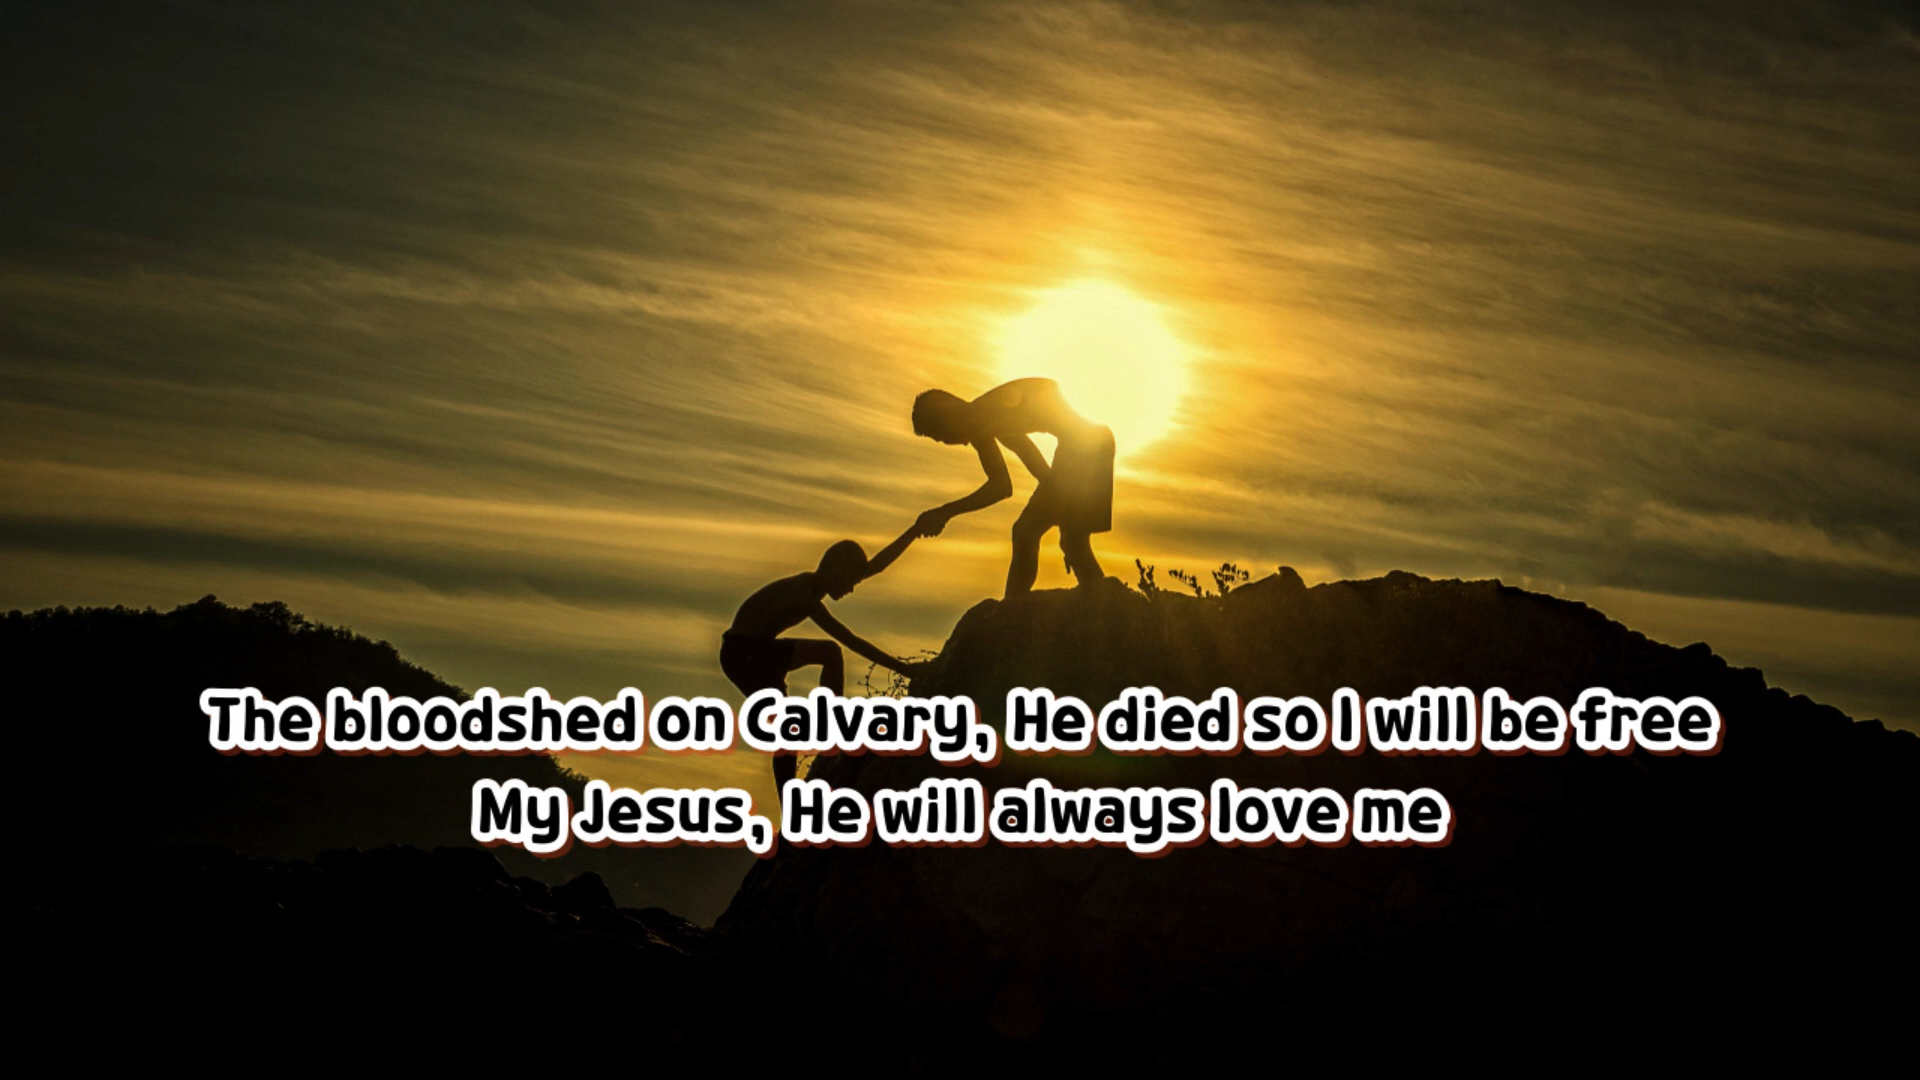 The bloodshed on Calvary, He died so I will be free
My Jesus, He will always love me